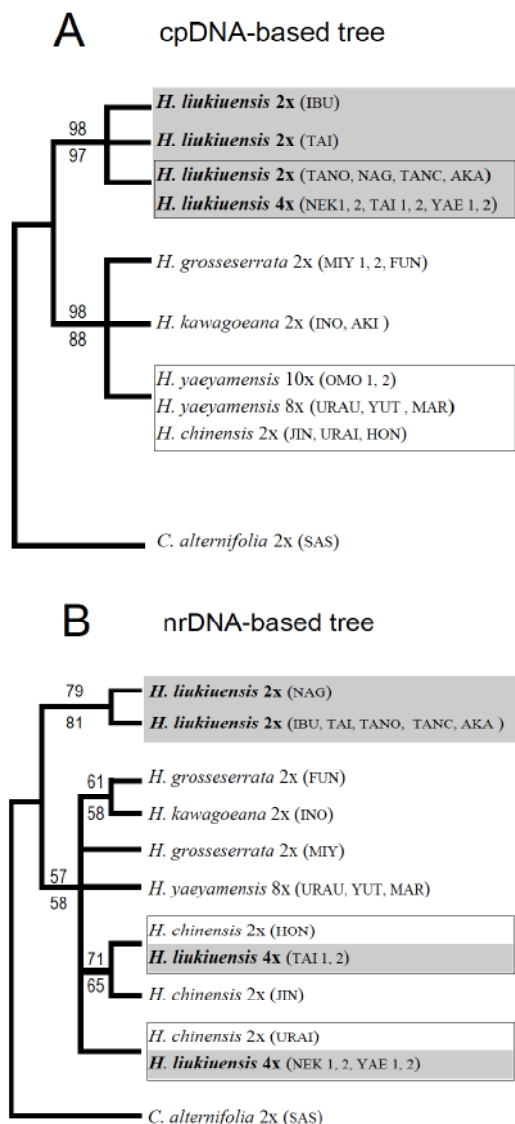 A cpDNA-based tree
H. liukiuensis 2x (IBU)
98
H. liukiuensis 2x (TAI)
97
H. liukiuensis 2x (TANO, NAG, TANC, AKA)
H. liukiuensis 4x (NEK1, 2, TAI 1, 2, YAE 1, 2)
H. grosseserrata 2x (MIY 1, 2, FUN)
98
H. kawagoeana 2x (INO, AKI )
88
H. yaeyamensis 10x (OMO 1, 2)
H. yaeyamensis 8x (URAU, YUT , MAR)
H. chinensis 2x (JIN, URAI, HON)
C. alternifolia 2x (SAS)
B nrDNA-based tree
79
H. liukiuensis 2x (NAG)
81
H. liukiuensis 2x (IBU, TAI, TANO, TANC, AKA )
61
H. grosseserrata 2x (FUN)
58
H. kawagoeana 2x (INO)
H. grosseserrata 2x (MIY)
57
H. yaeyamensis 8x (URAU, YUT, MAR)
58
H. chinensis 2x (HON)
71
H. liukiuensis 4x (TAI 1, 2)
65
H. chinensis 2x (JIN)
H. chinensis 2x (URAI)
H. liukiuensis 4x (NEK 1, 2, YAE 1, 2)
C. alternifolia 2x (SAS)